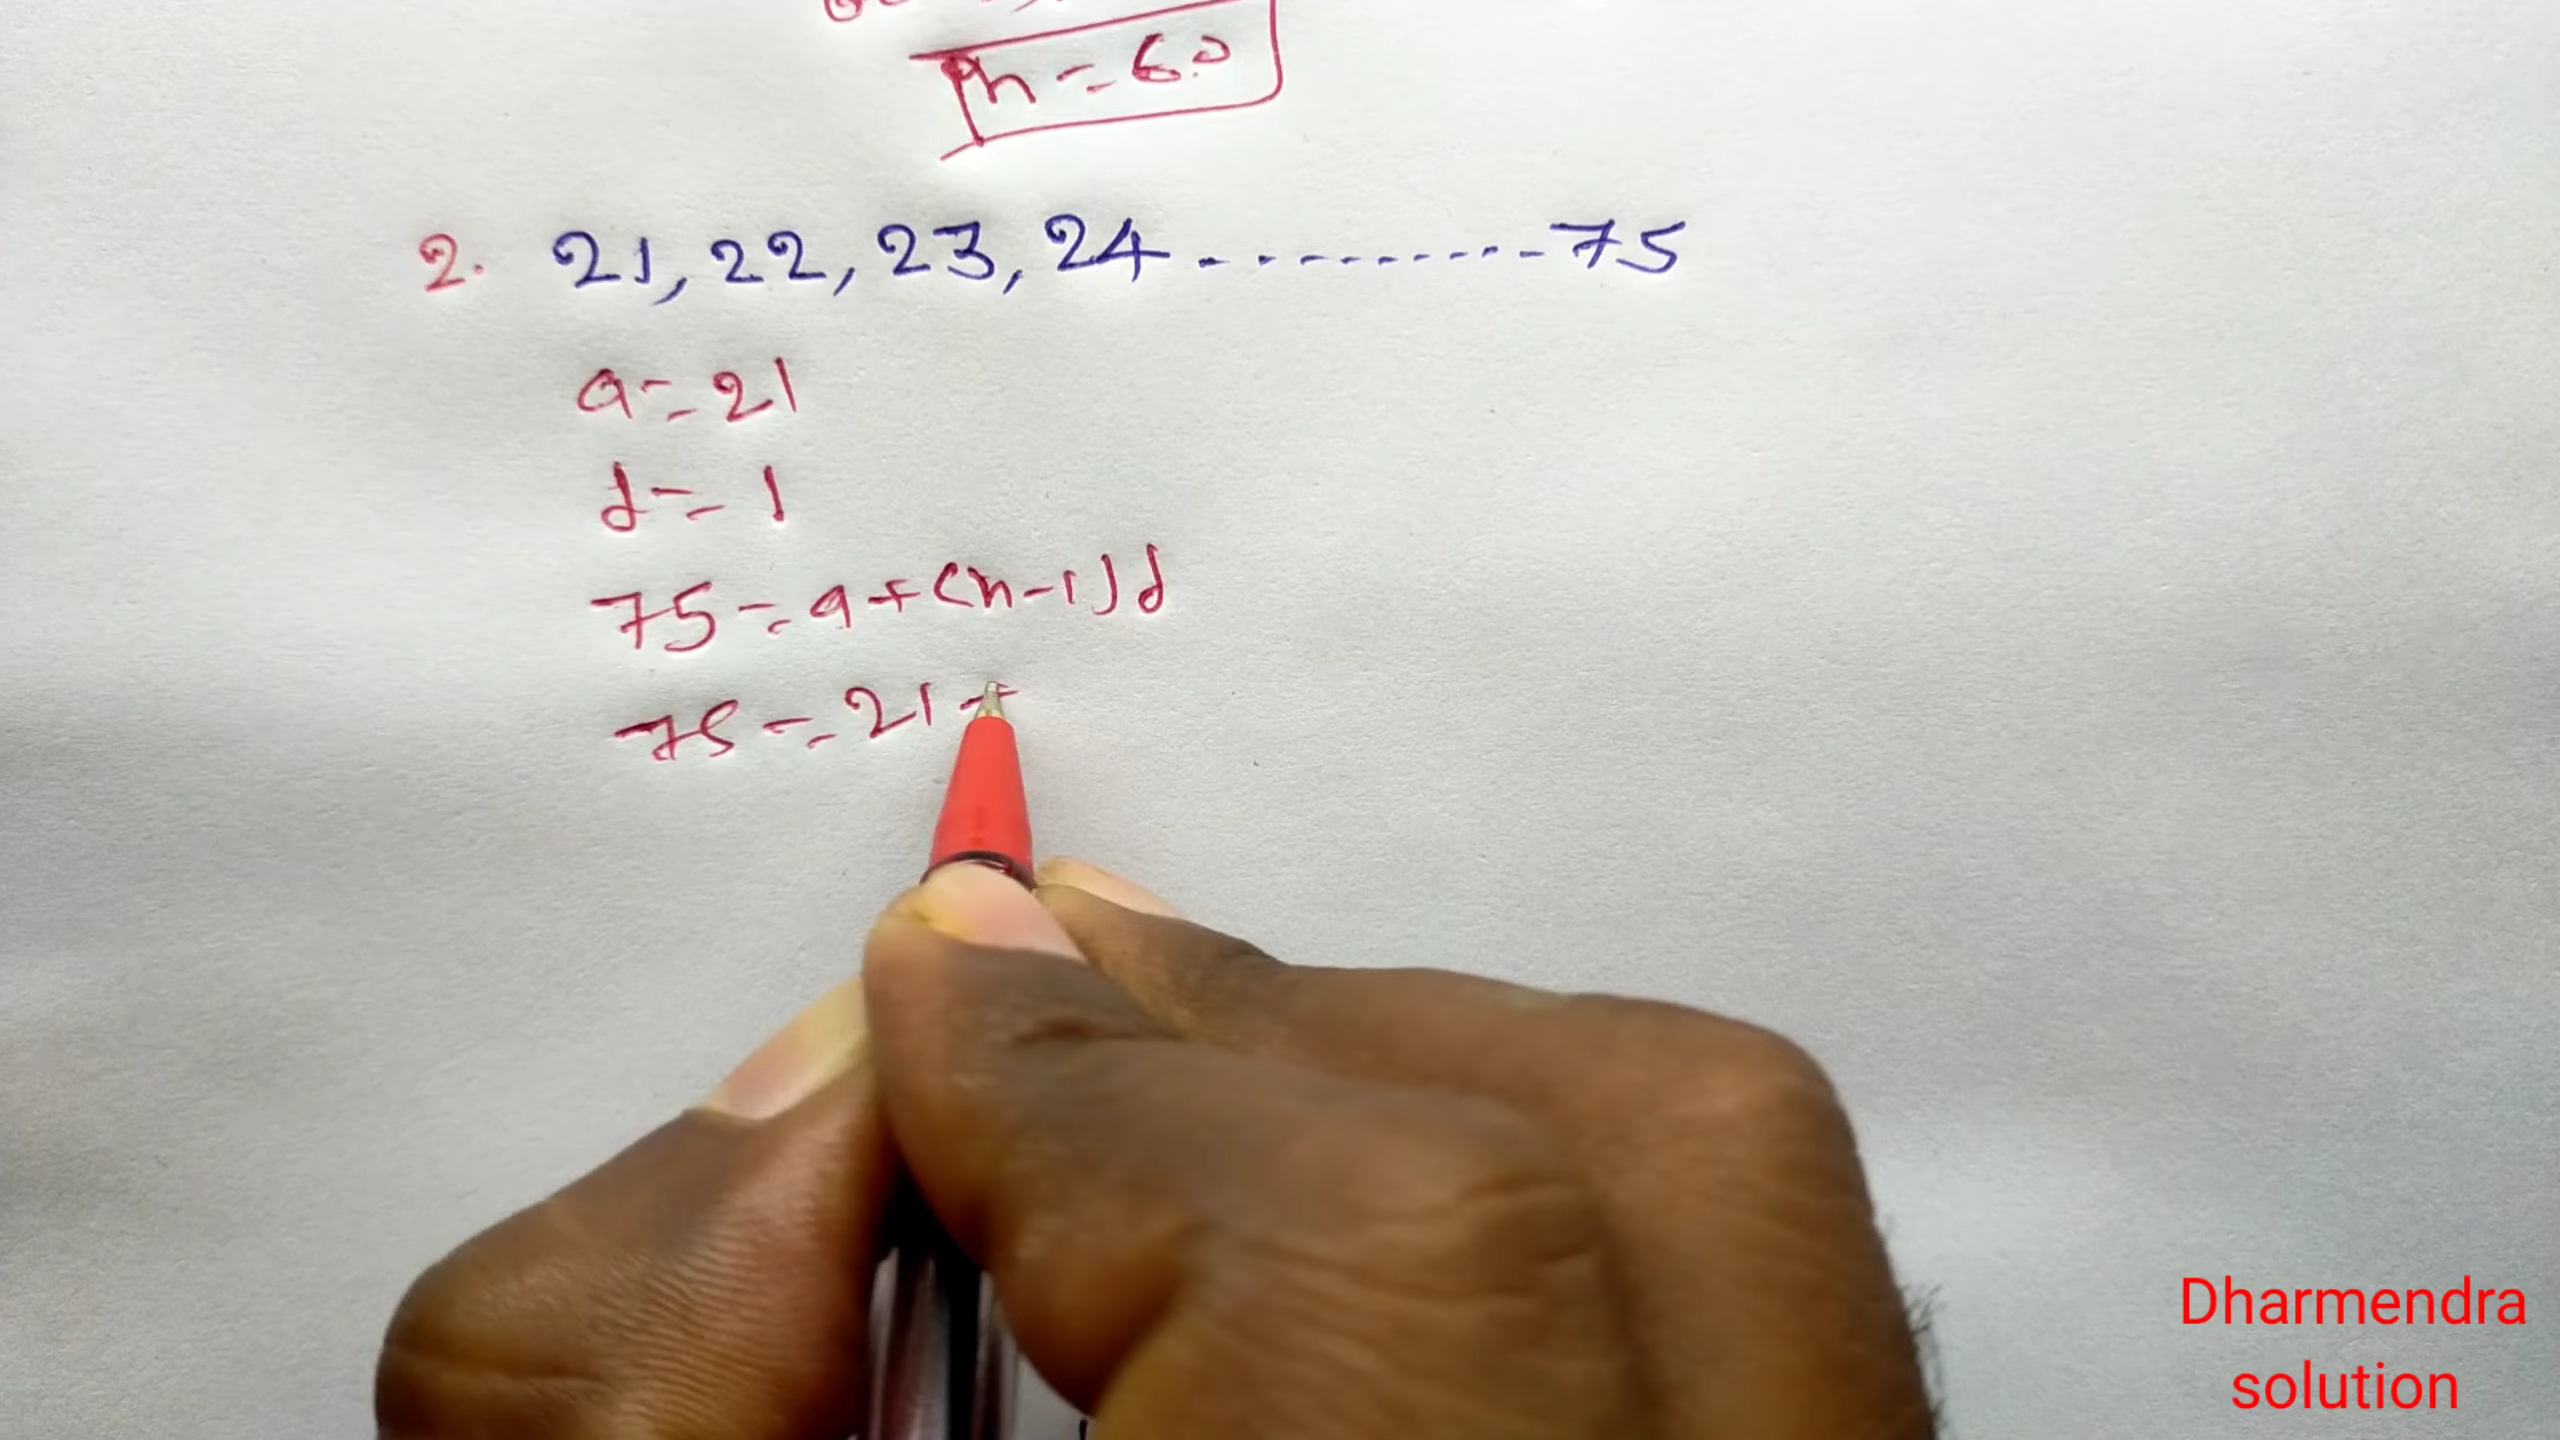 n = 60
2. 21, 22, 23, 24 .......... 75
a = 21
d = 1
75 = a + (n-1)d
75 = 21 +
Dharmendra
solution